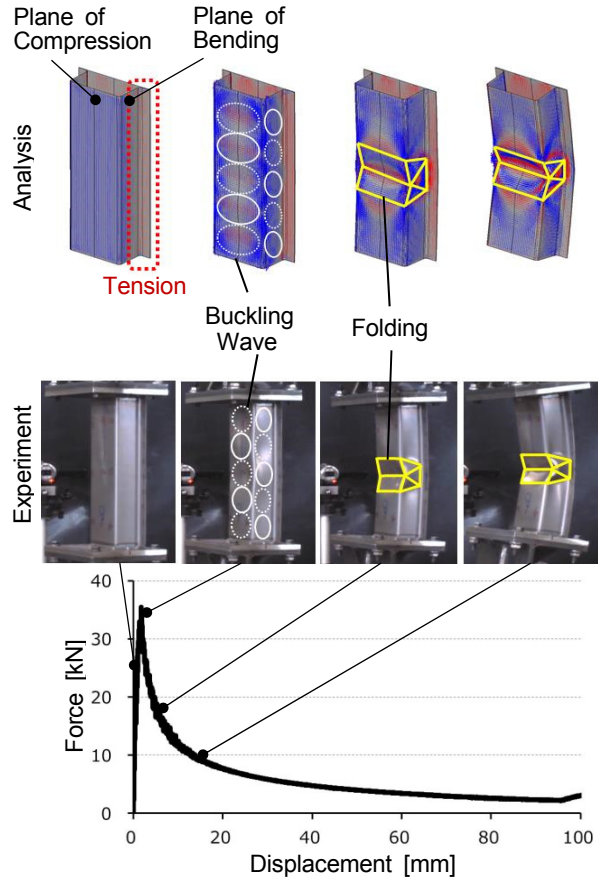 Plane of
Compression
Plane of
Bending
Analysis
Tension
Buckling
Wave
Folding
Experiment
40
30
20
10
0
Force [kN]
0
20
40
60
80
100
Displacement [mm]